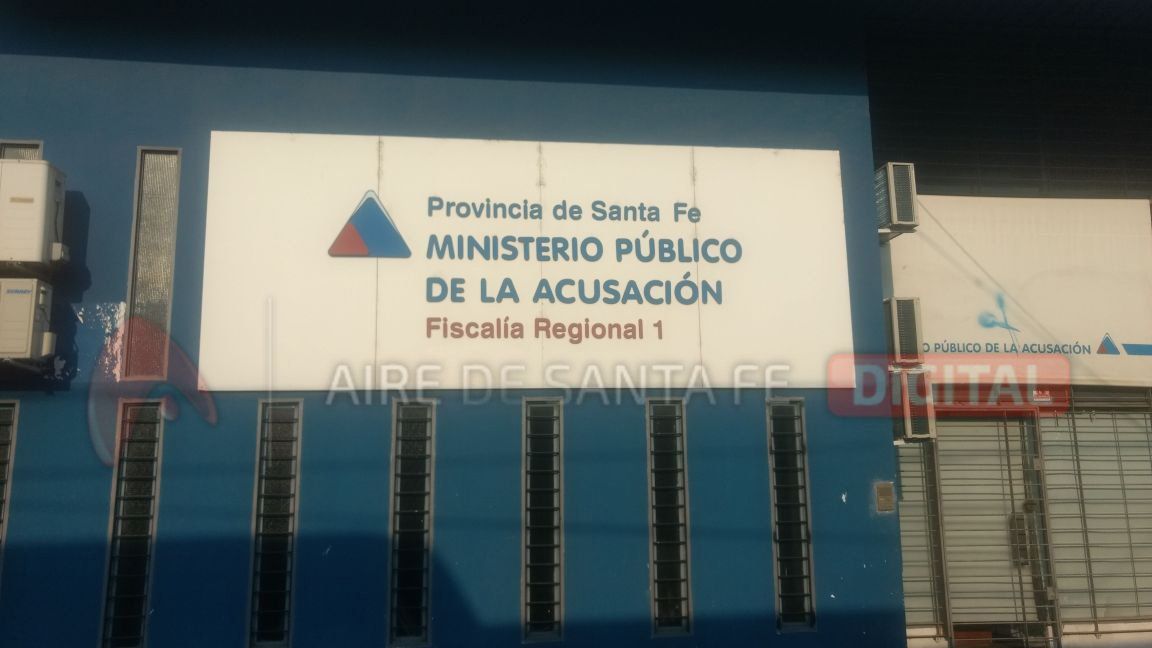 Provincia de Santa Fe
MINISTERIO PÚBLICO
DE LA ACUSACIÓN
Fiscalía Regional 1
O PÚBLICO DE LA ACUSACIÓN
AIRE DE SANTA FE DIGITAL